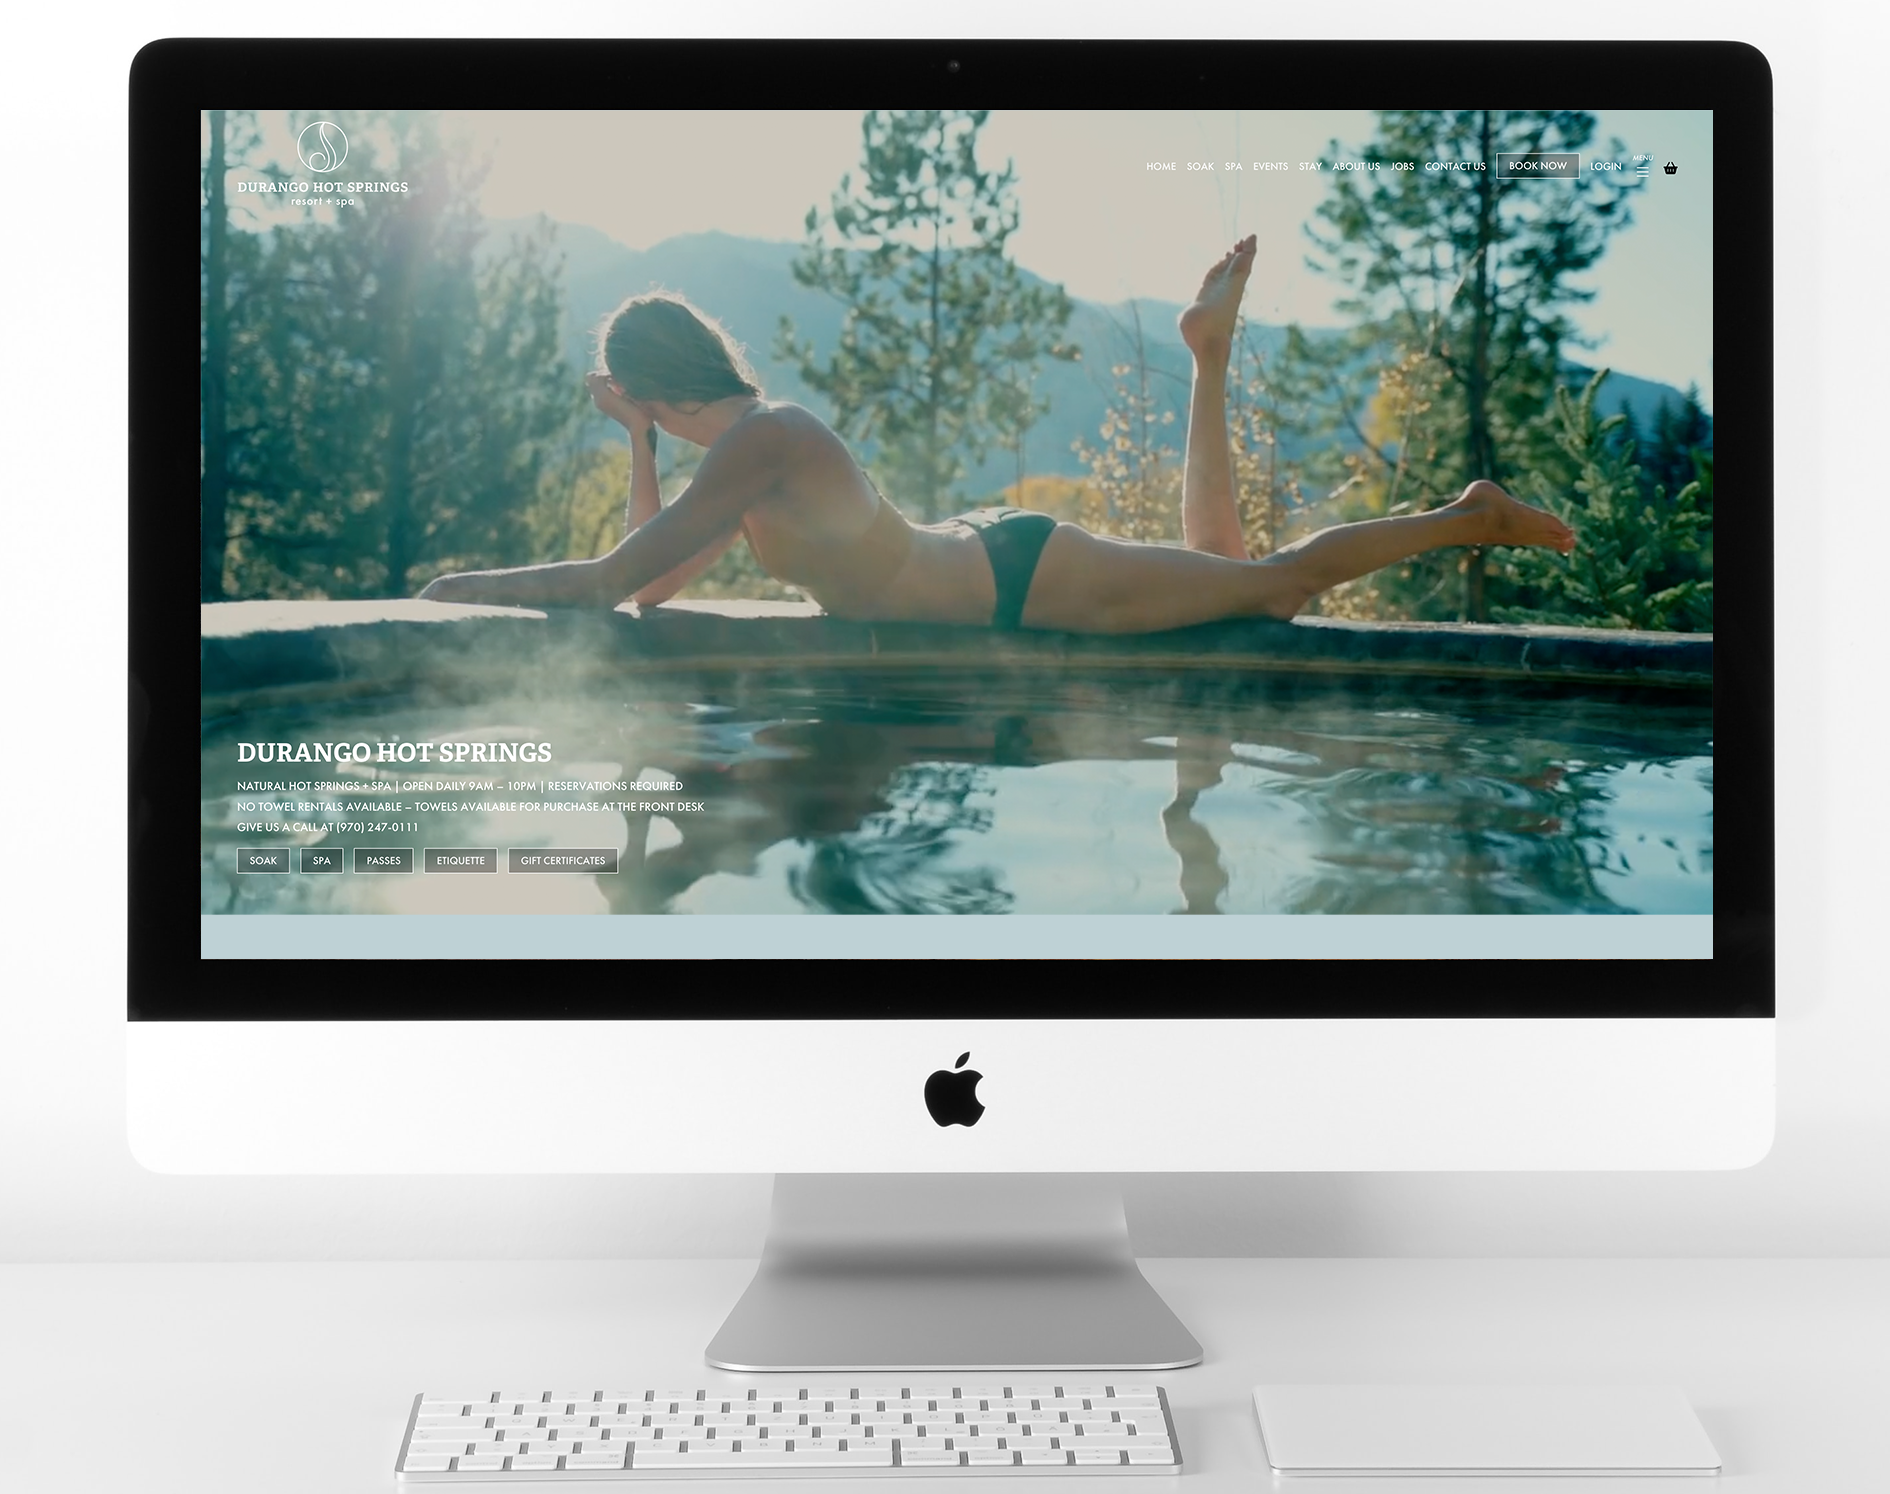 DURANGO HOT SPRINGS
resort + spa
HOME SOAK SPA EVENTS STAY ABOUT US JOBS CONTACT US BOOK NOW LOGIN MENU
DURANGO HOT SPRINGS
NATURAL HOT SPRINGS + SPA | OPEN DAILY 9AM – 10PM | RESERVATIONS REQUIRED
NO TOWEL RENTALS AVAILABLE – TOWELS AVAILABLE FOR PURCHASE AT THE FRONT DESK
GIVE US A CALL AT (970) 247-0111
SOAK SPA PASSES ETIQUETTE GIFT CERTIFICATES